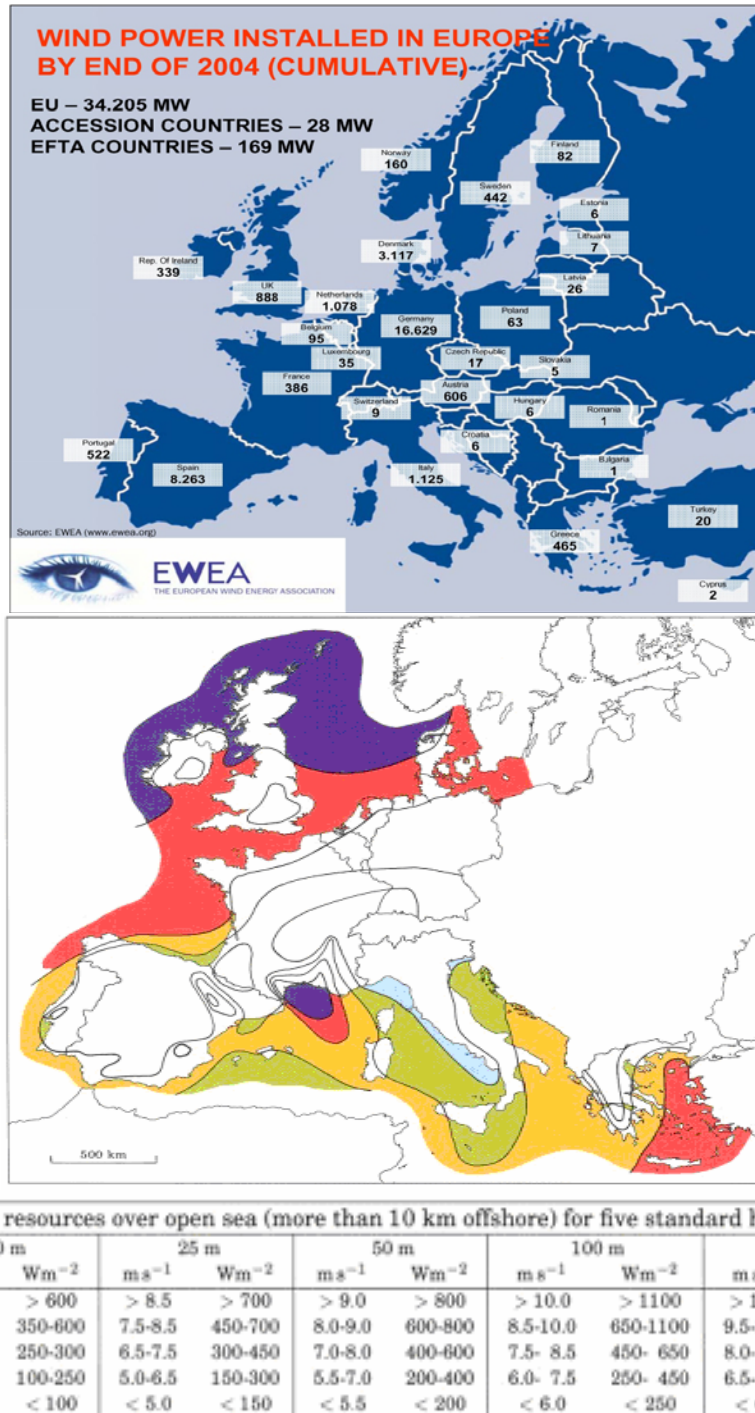 WIND POWER INSTALLED IN EUROPE
BY END OF 2004 (CUMULATIVE)
EU – 34.205 MW
ACCESSION COUNTRIES – 28 MW
EFTA COUNTRIES – 169 MW
Norway
160
Finland
82
Sweden
442
Estonia
6
Lithuania
7
Denmark
3.117
Rep. Of Ireland
339
Latvia
26
UK
888
Netherlands
1.078
Germany
16.629
Poland
63
Belgium
95
Luxembourg
35
Czech Republic
17
Slovakia
5
France
386
Austria
606
Switzerland
9
Hungary
6
Romania
1
Croatia
6
Portugal
522
Spain
8.263
Italy
1.125
Bulgaria
1
Turkey
20
Greece
465
Cyprus
2
Source: EWEA (www.ewea.org)
EWEA
THE EUROPEAN WIND ENERGY ASSOCIATION
500 km
resources over open sea (more than 10 km offshore) for five standard h
m 25 m 50 m 100 m
Wm⁻² m s⁻¹ Wm⁻² m s⁻¹ Wm⁻² m s⁻¹ Wm⁻² m s
> 600 > 8.5 > 700 > 9.0 > 800 > 10.0 > 1100 > 1
350-600 7.5-8.5 450-700 8.0-9.0 600-800 8.5-10.0 650-1100 9.5-
250-300 6.5-7.5 300-450 7.0-8.0 400-600 7.5- 8.5 450- 650 8.0-
100-250 5.0-6.5 150-300 5.5-7.0 200-400 6.0- 7.5 250- 450 6.5-
< 100 < 5.0 < 150 < 5.5 < 200 < 6.0 < 250 <